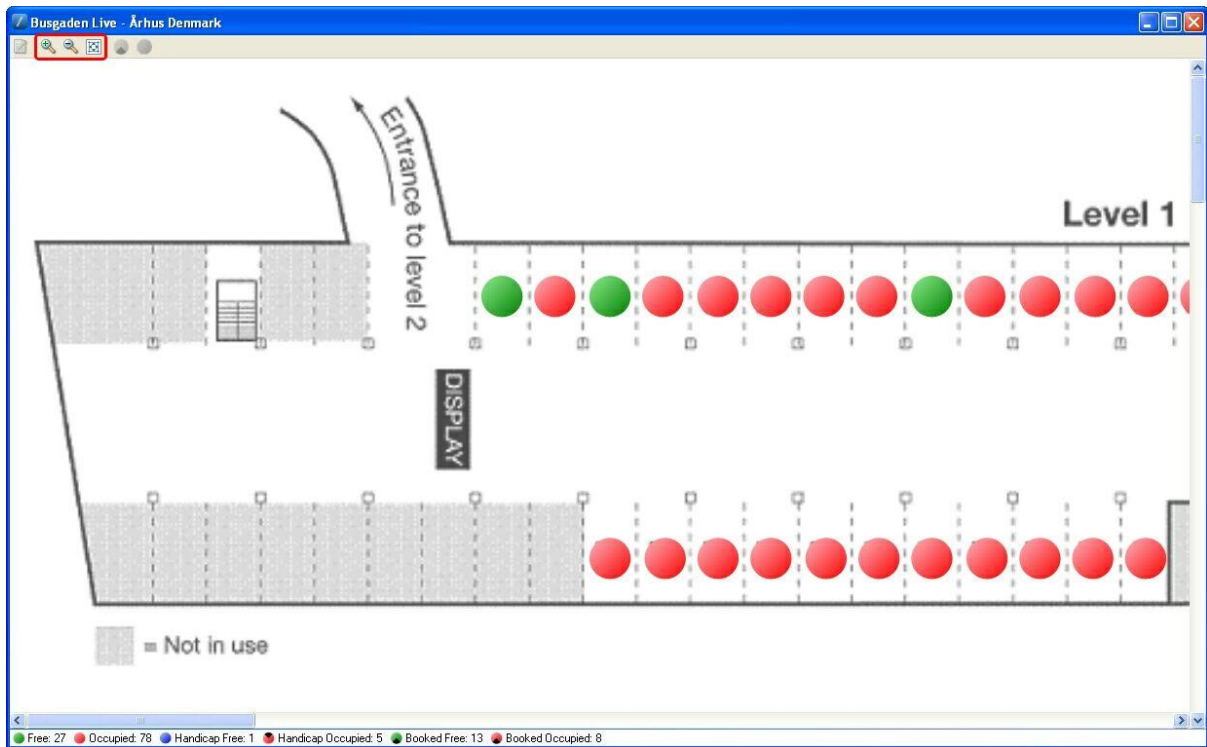 Busgaden Live - Århus Denmark
Entrance to level 2
Level 1
DISPLAY
= Not in use
Free: 27 Occupied: 78 Handicap Free: 1 Handicap Occupied: 5 Booked Free: 13 Booked Occupied: 8